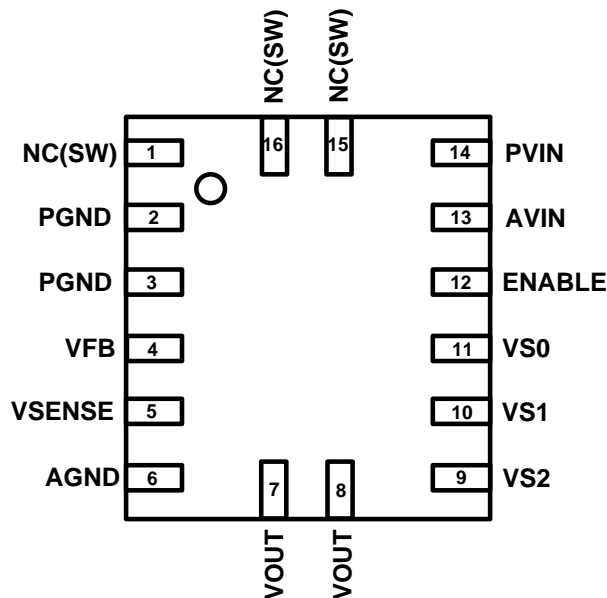 NC(SW)
NC(SW)
16
15
NC(SW) 1
14 PVIN
PGND 2
13 AVIN
PGND 3
12 ENABLE
VFB 4
11 VS0
VSENSE 5
10 VS1
AGND 6
9 VS2
7
8
VOUT
VOUT